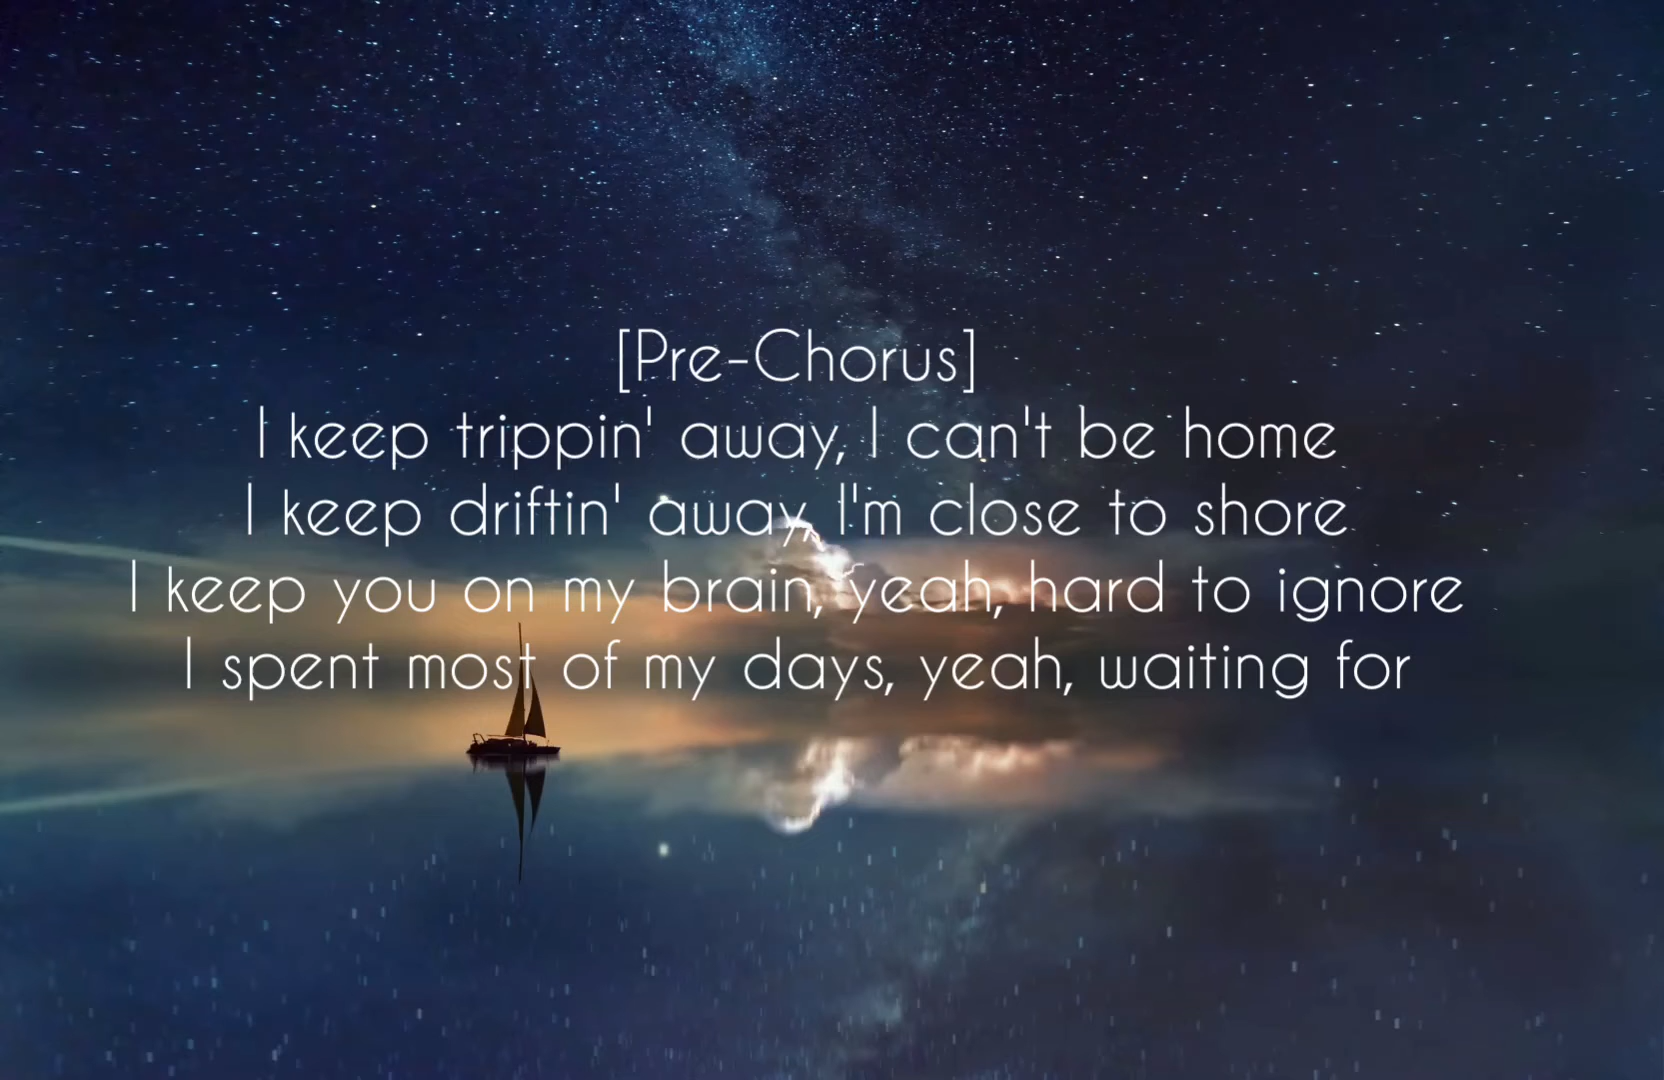 [Pre-Chorus]
I keep trippin' away, I can't be home
I keep driftin' away, I'm close to shore
I keep you on my brain, yeah, hard to ignore
I spent most of my days, yeah, waiting for